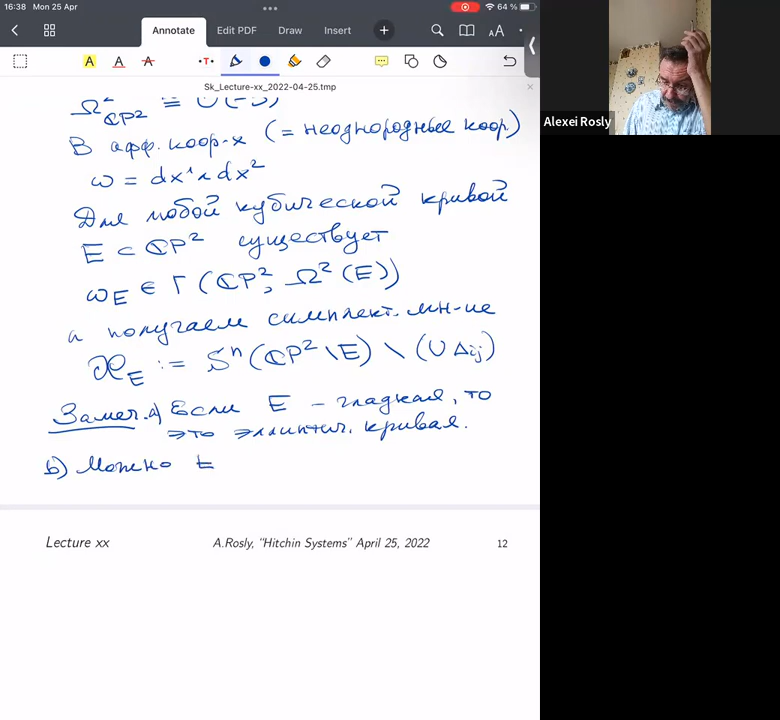 16:38 Mon 25 Apr
64 %
Annotate
Edit PDF
Draw
Insert
Sk_Lecture-xx_2022-04-25.tmp
Alexei Rosly
В афф. коор-х (= неоднородные коор.)
ω = dx¹ ∧ dx²
Для любой кубической кривой
E ⊂ ℂP² существует
ω_E ∈ Γ(ℂP², Ω²(E))
и получаем симплект. мн-ие
𝓜_E := Sⁿ(ℂP² \ E) \ (∪ Δij)
Замеч. а) Если E - гладкая, то
это эллиптич. кривая.
b) Можно
Lecture xx
A.Rosly, "Hitchin Systems" April 25, 2022
12